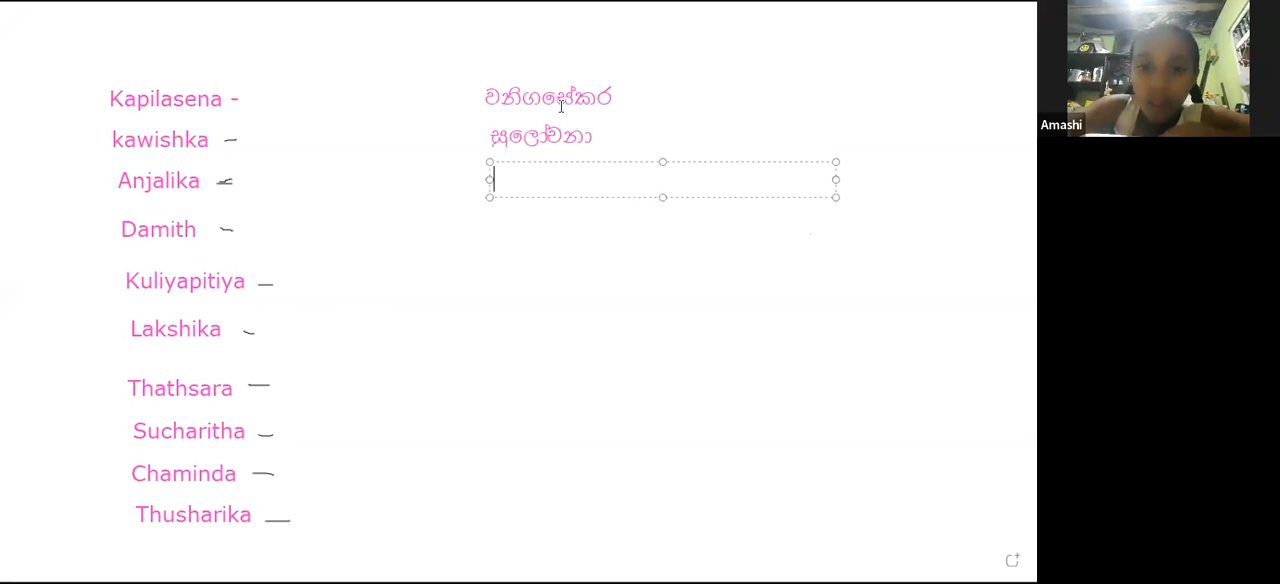 Kapilasena - වනිගසේකර
kawishka - සුලෝචනා
Anjalika -
Damith -
Kuliyapitiya -
Lakshika -
Thathsara -
Sucharitha -
Chaminda -
Thusharika -
Amashi